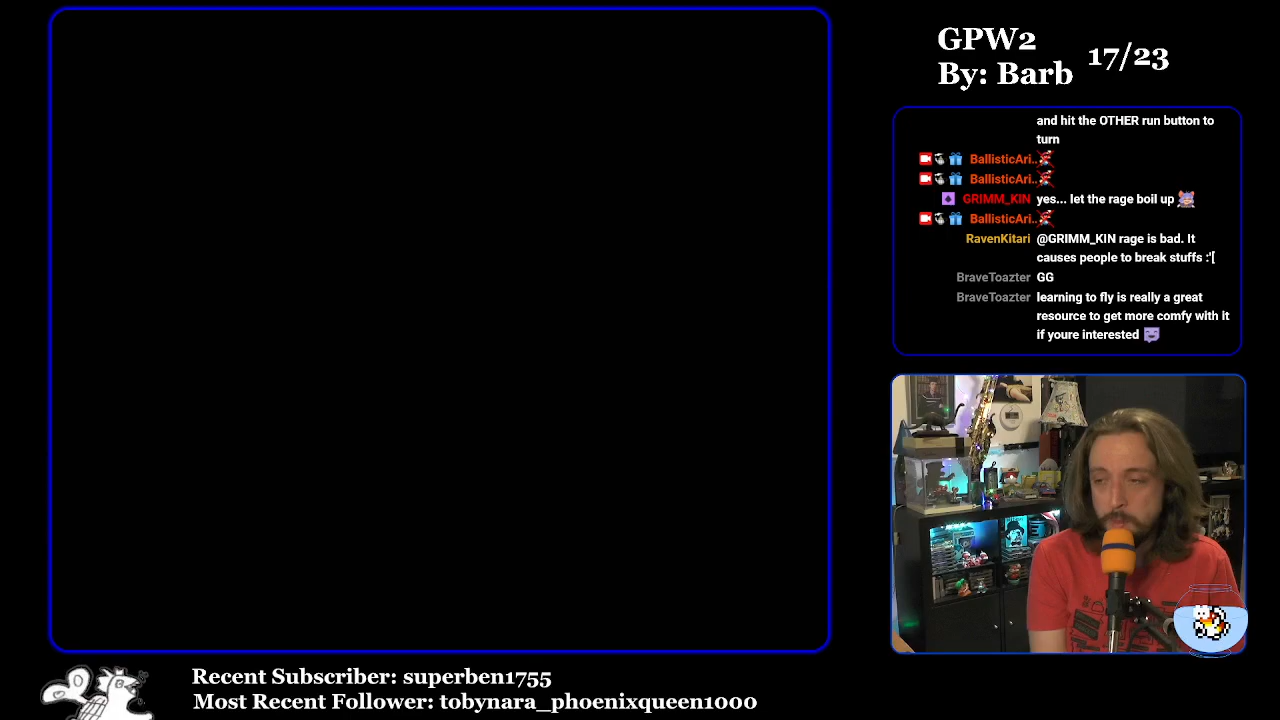 GPW2
By: Barb
17/23
and hit the OTHER run button to
turn
BallisticAri..
BallisticAri..
GRIMM_KIN yes... let the rage boil up
BallisticAri..
RavenKitari @GRIMM_KIN rage is bad. It
causes people to break stuffs :'[
BraveToazter GG
BraveToazter learning to fly is really a great
resource to get more comfy with it
if youre interested
Recent Subscriber: superben1755
Most Recent Follower: tobynara_phoenixqueen1000